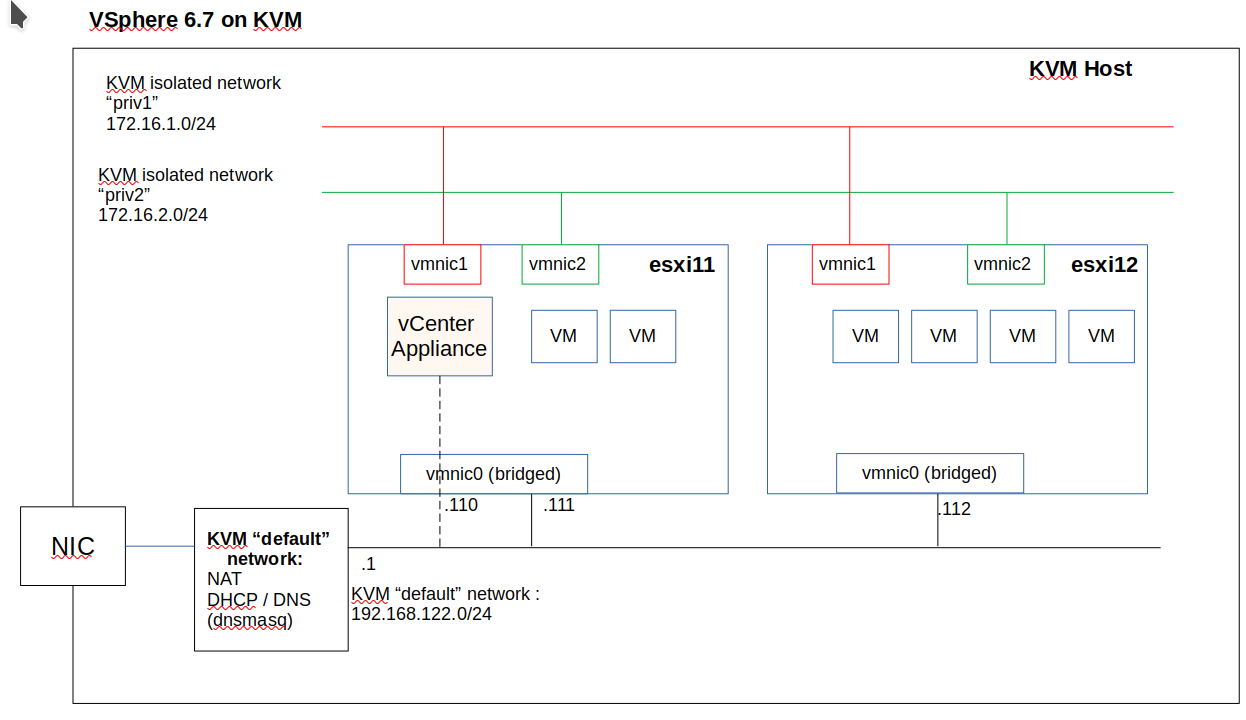 VSphere 6.7 on KVM
KVM Host
KVM isolated network
“priv1”
172.16.1.0/24
KVM isolated network
“priv2”
172.16.2.0/24
vmnic1
vmnic2
esxi11
vmnic1
vmnic2
esxi12
vCenter
Appliance
VM
VM
VM
VM
VM
VM
vmnic0 (bridged)
vmnic0 (bridged)
.110
.111
.112
NIC
KVM “default”
network:
NAT
DHCP / DNS
(dnsmasq)
.1
KVM “default” network :
192.168.122.0/24